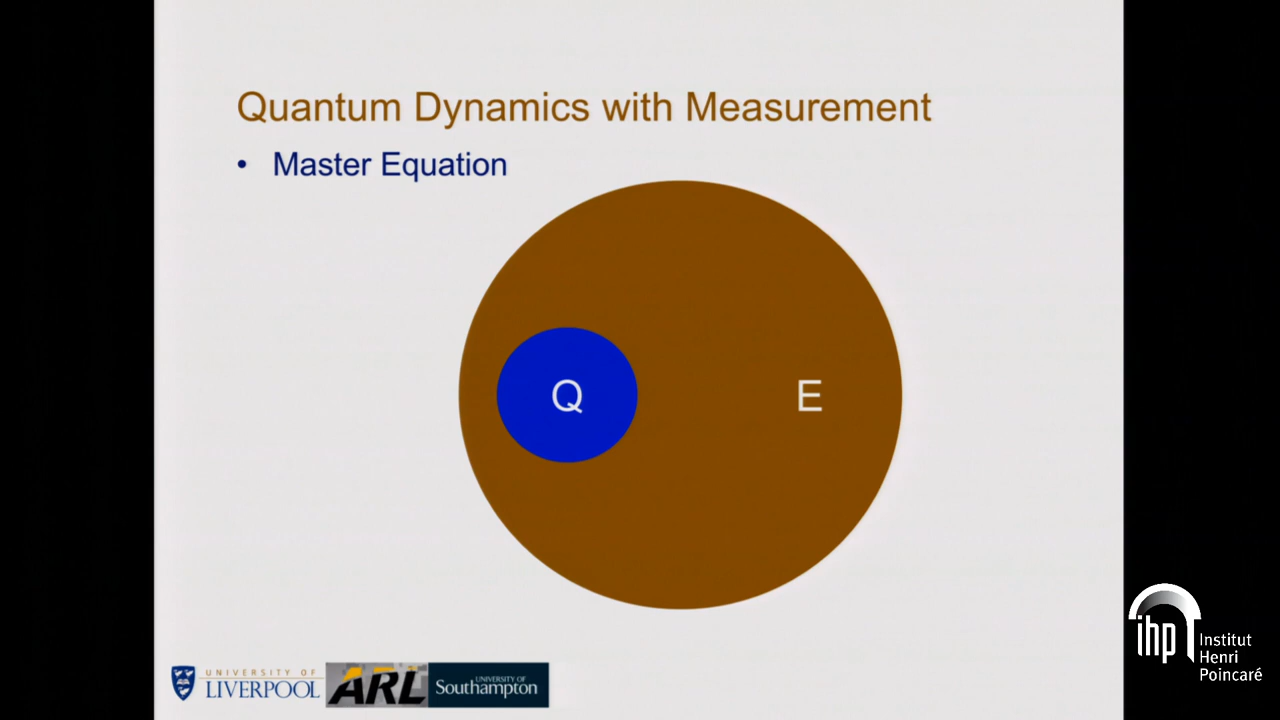 Quantum Dynamics with Measurement
• Master Equation
Q
E
UNIVERSITY OF
LIVERPOOL
ARL
UNIVERSITY OF
Southampton
ihp
Institut
Henri
Poincaré